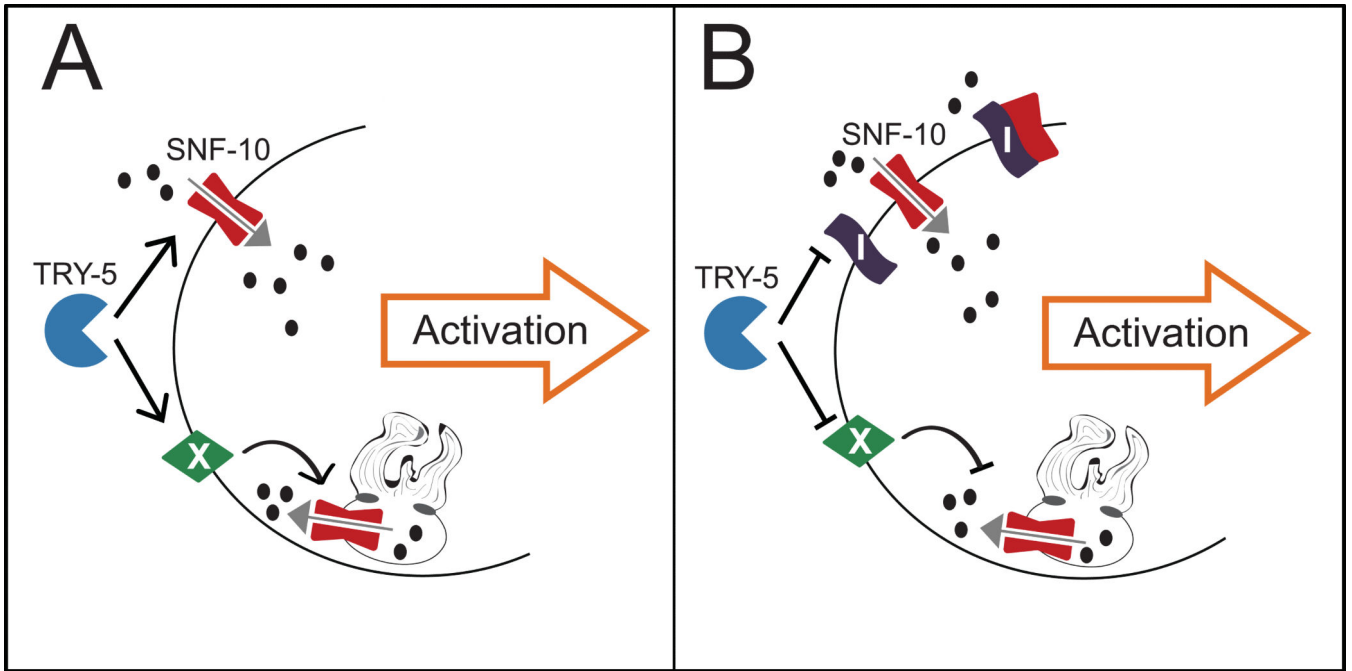 A
SNF-10
TRY-5
Activation
X
B
SNF-10
I
I
TRY-5
Activation
X